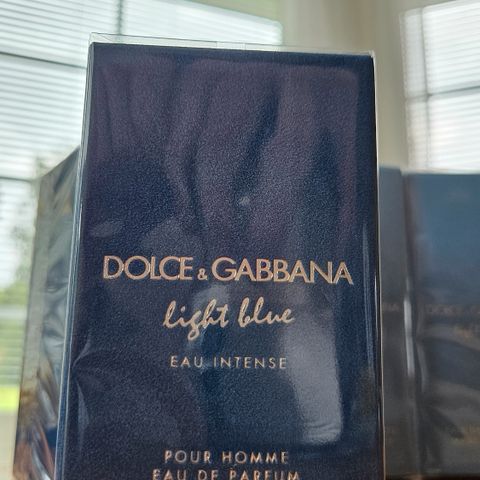 DOLCE & GABBANA
light blue
EAU INTENSE
POUR HOMME
EAU DE PARFUM